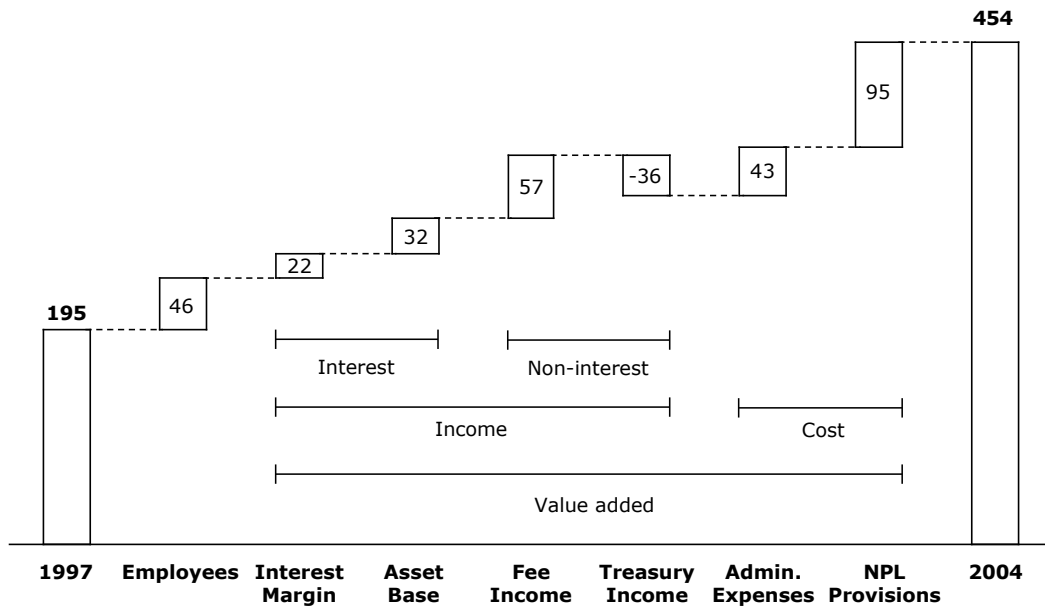 454
95
57
-36
43
32
22
195
46
Interest
Non-interest
Income
Cost
Value added
1997
Employees
Interest
Margin
Asset
Base
Fee
Income
Treasury
Income
Admin.
Expenses
NPL
Provisions
2004